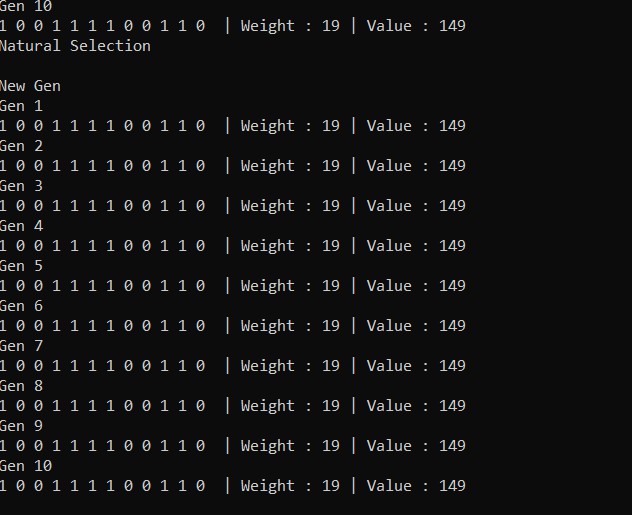 Gen 10
1 0 0 1 1 1 1 0 0 1 1 0 | Weight : 19 | Value : 149
Natural Selection
New Gen
Gen 1
1 0 0 1 1 1 1 0 0 1 1 0 | Weight : 19 | Value : 149
Gen 2
1 0 0 1 1 1 1 0 0 1 1 0 | Weight : 19 | Value : 149
Gen 3
1 0 0 1 1 1 1 0 0 1 1 0 | Weight : 19 | Value : 149
Gen 4
1 0 0 1 1 1 1 0 0 1 1 0 | Weight : 19 | Value : 149
Gen 5
1 0 0 1 1 1 1 0 0 1 1 0 | Weight : 19 | Value : 149
Gen 6
1 0 0 1 1 1 1 0 0 1 1 0 | Weight : 19 | Value : 149
Gen 7
1 0 0 1 1 1 1 0 0 1 1 0 | Weight : 19 | Value : 149
Gen 8
1 0 0 1 1 1 1 0 0 1 1 0 | Weight : 19 | Value : 149
Gen 9
1 0 0 1 1 1 1 0 0 1 1 0 | Weight : 19 | Value : 149
Gen 10
1 0 0 1 1 1 1 0 0 1 1 0 | Weight : 19 | Value : 149